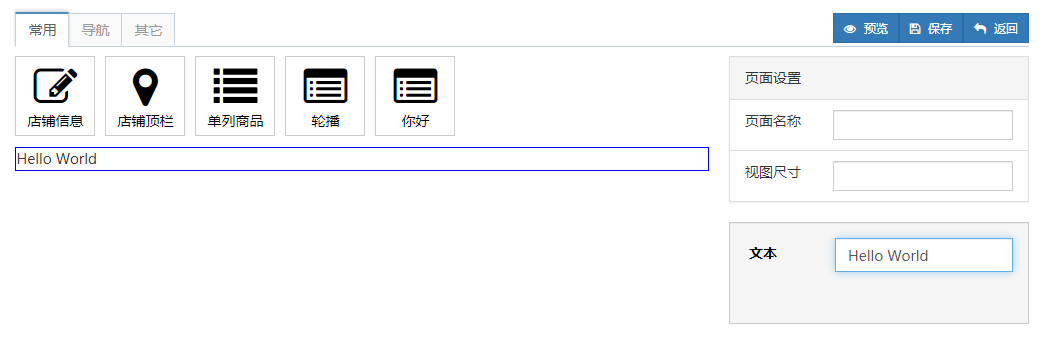 常用 导航 其它 预览 保存 返回
店铺信息 店铺顶栏 单列商品 轮播 你好
Hello World
页面设置
页面名称
视图尺寸
文本 Hello World